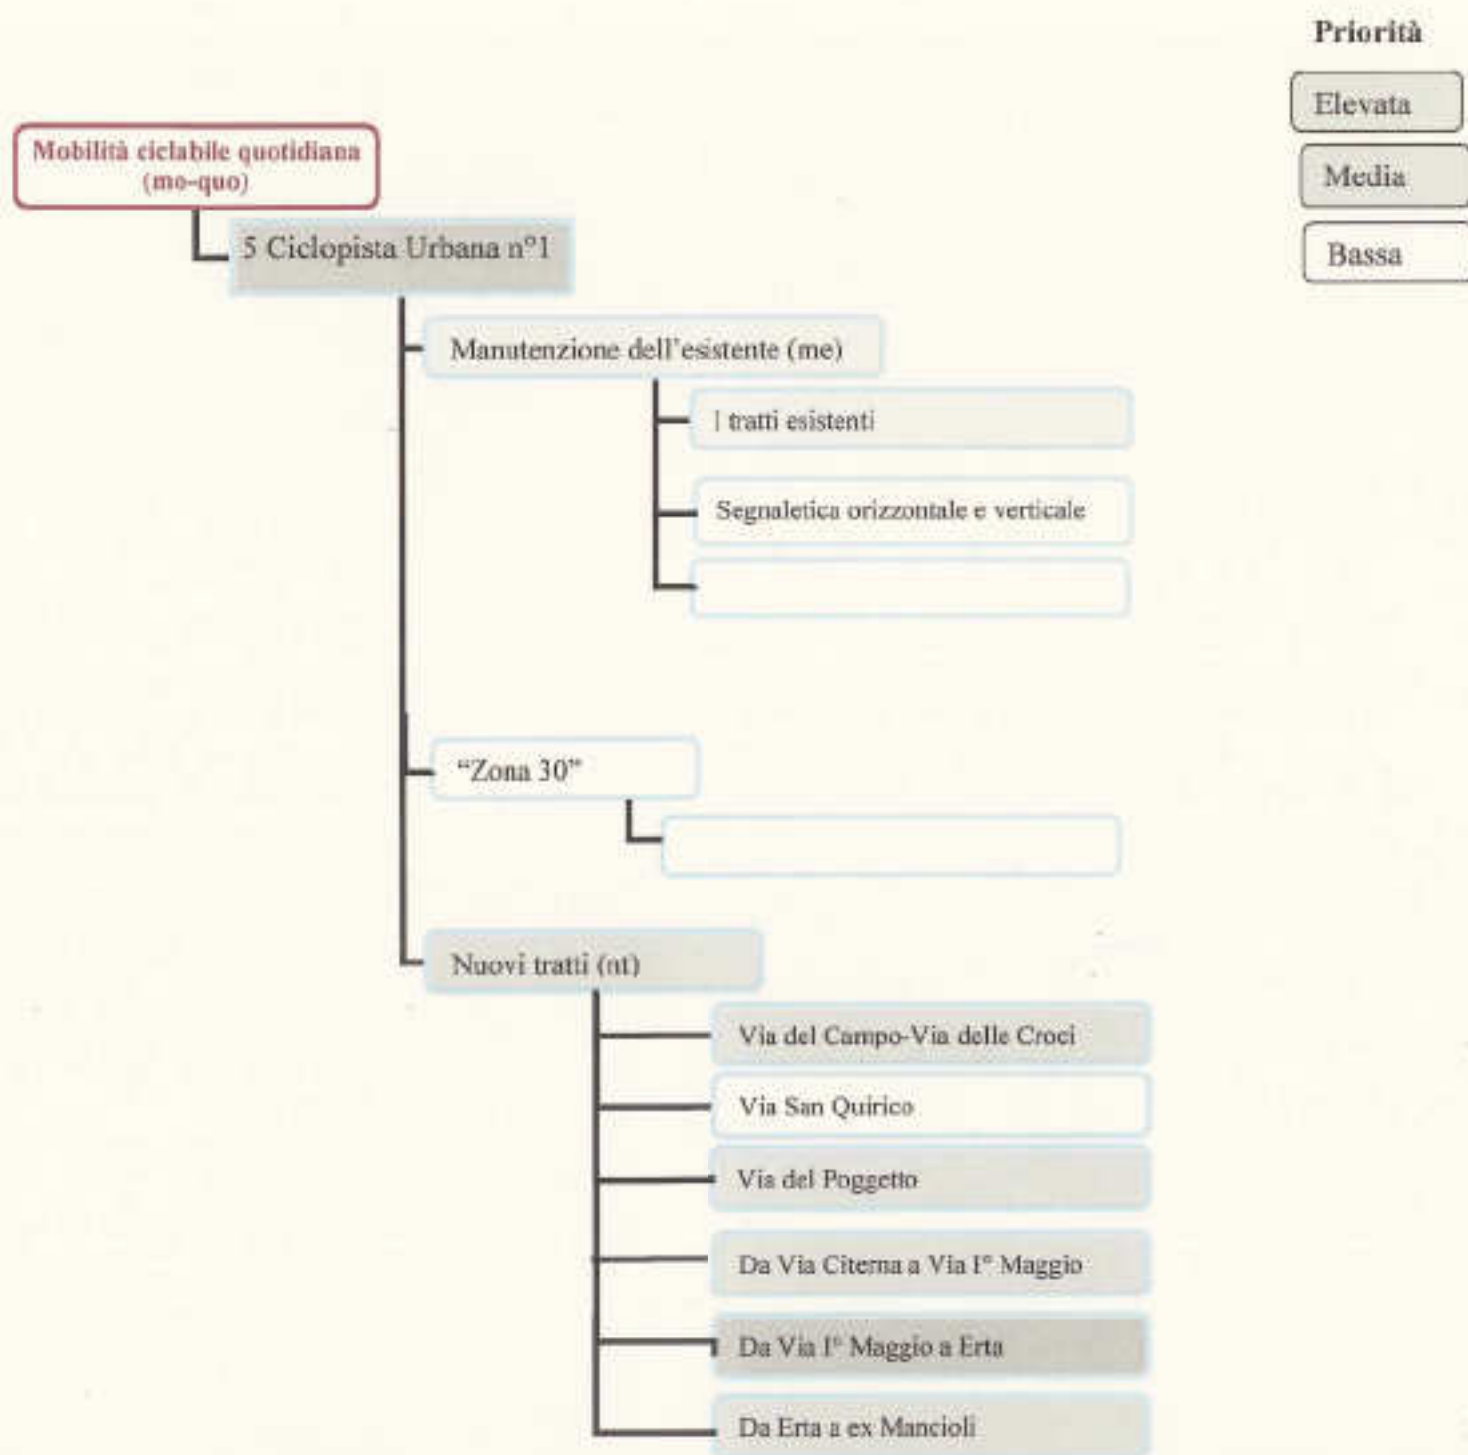 Priorità
Elevata
Media
Bassa
Mobilità ciclabile quotidiana
(mo-quo)
5 Ciclopista Urbana n°1
Manutenzione dell'esistente (me)
I tratti esistenti
Segnaletica orizzontale e verticale
“Zona 30”
Nuovi tratti (nt)
Via del Campo-Via delle Croci
Via San Quirico
Via del Poggetto
Da Via Citerna a Via I° Maggio
Da Via I° Maggio a Erta
Da Erta a ex Mancioli